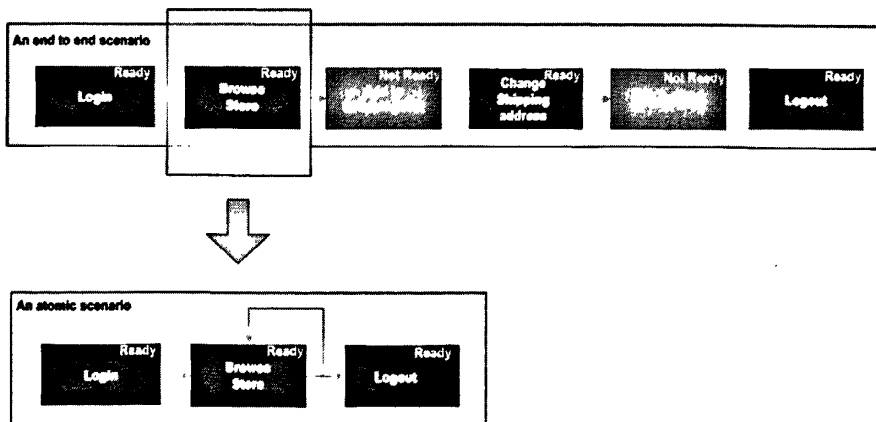 An end to end scenario
Ready
Login
Ready
Browse
Store
Not Ready
Ready
Change
Shipping
address
Not Ready
Ready
Logout
An atomic scenario
Ready
Login
Ready
Browse
Store
Ready
Logout